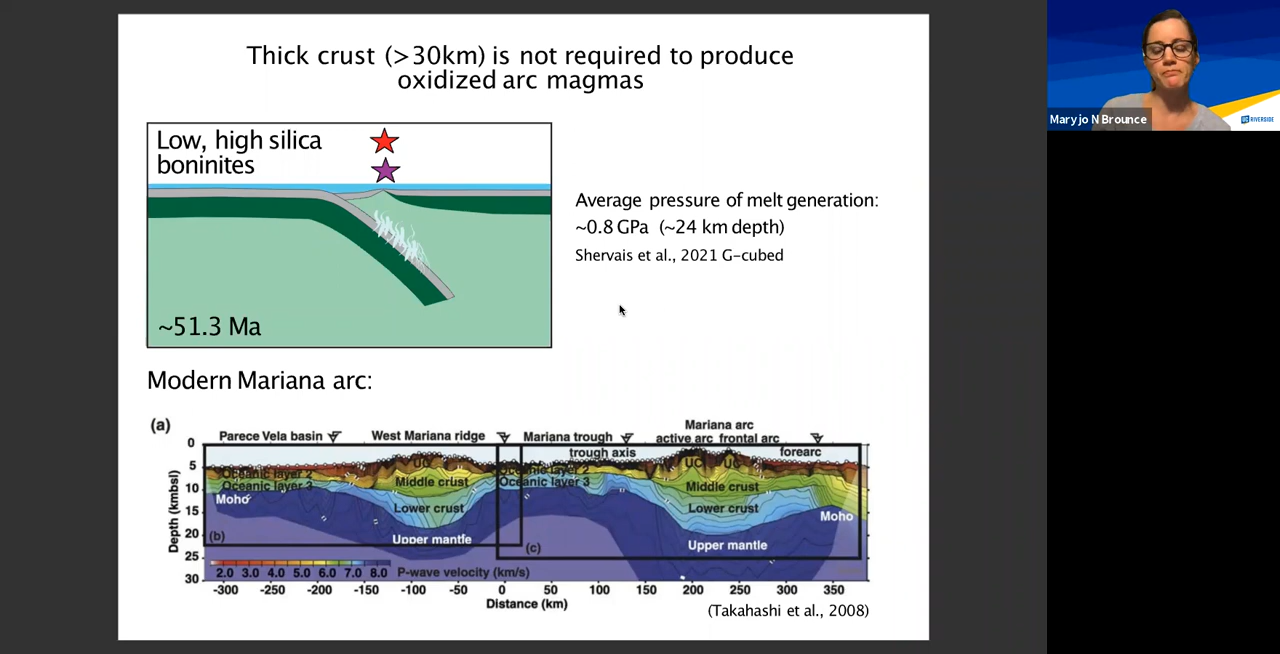 Thick crust (>30km) is not required to produce
oxidized arc magmas
Low, high silica
boninites
~51.3 Ma
Average pressure of melt generation:
~0.8 GPa (~24 km depth)
Shervais et al., 2021 G-cubed
Modern Mariana arc:
(a)
Parece Vela basin
West Mariana ridge
Mariana trough
trough axis
Mariana arc
active arc frontal arc
forearc
Depth (kmbsl)
0
5
10
15
20
25
30
Oceanic layer 2
Oceanic layer 3
Moho
UC
Middle crust
Lower crust
Upper mantle
(b)
Oceanic layer 2
Oceanic layer 3
UC UC
Middle crust
Lower crust
Upper mantle
Moho
(c)
2.0 3.0 4.0 5.0 6.0 7.0 8.0 P-wave velocity (km/s)
-300 -250 -200 -150 -100 -50 0 50 100 150 200 250 300 350
Distance (km)
(Takahashi et al., 2008)
Maryjo N Brounce
UC RIVERSIDE